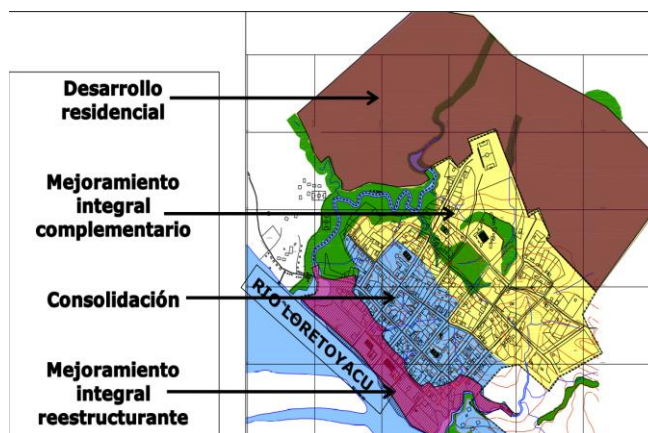 Desarrollo
residencial
Mejoramiento
integral
complementario
Consolidación
RIO LORETOYACU
Mejoramiento
integral
reestructurante